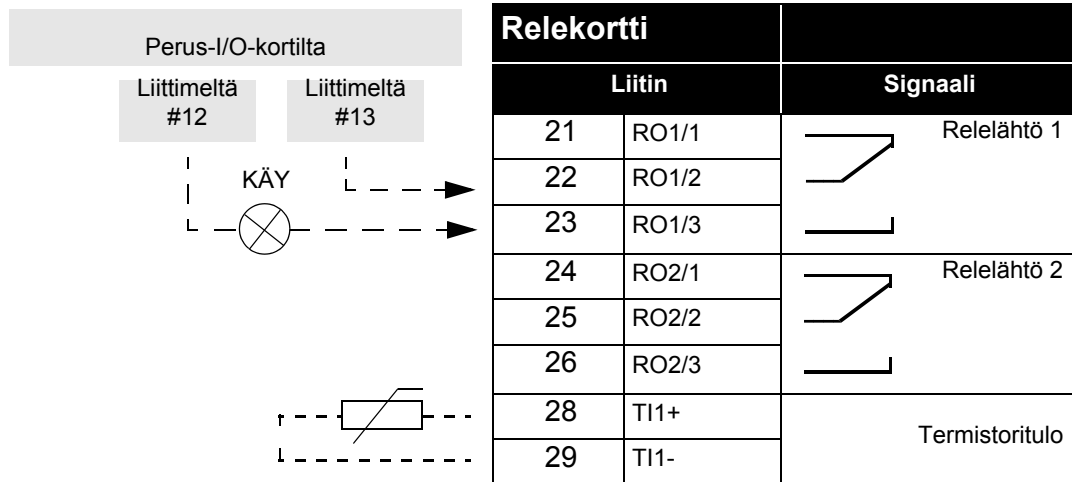 Perus-I/O-kortilta
Liittimeltä
#12
Liittimeltä
#13
KÄY
Relekortti
Liitin Signaali
21 RO1/1 Relelähtö 1
22 RO1/2
23 RO1/3
24 RO2/1 Relelähtö 2
25 RO2/2
26 RO2/3
28 TI1+ Termistoritulo
29 TI1-